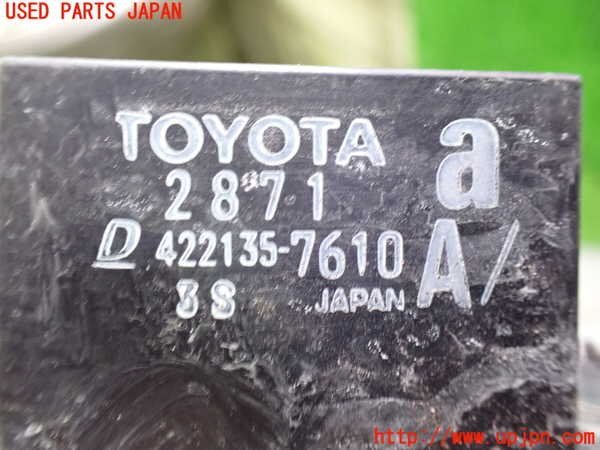 USED PARTS JAPAN
TOYOTA a
2871
D 422135-7610 A/
3S JAPAN
http://www.upjpn.com